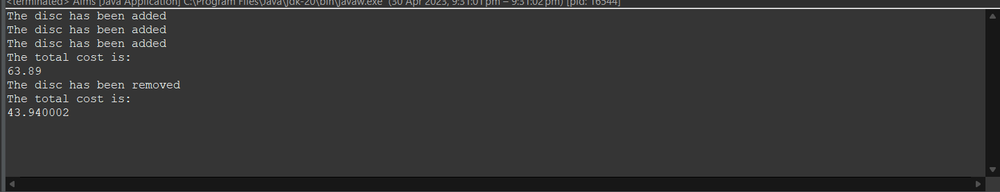 <terminated> Aims [Java Application] C:\Program Files\Java\jdk-20\bin\javaw.exe (30 Apr 2023, 9:31:01 pm – 9:31:02 pm) [pid: 16544]
The disc has been added
The disc has been added
The disc has been added
The total cost is:
63.89
The disc has been removed
The total cost is:
43.940002